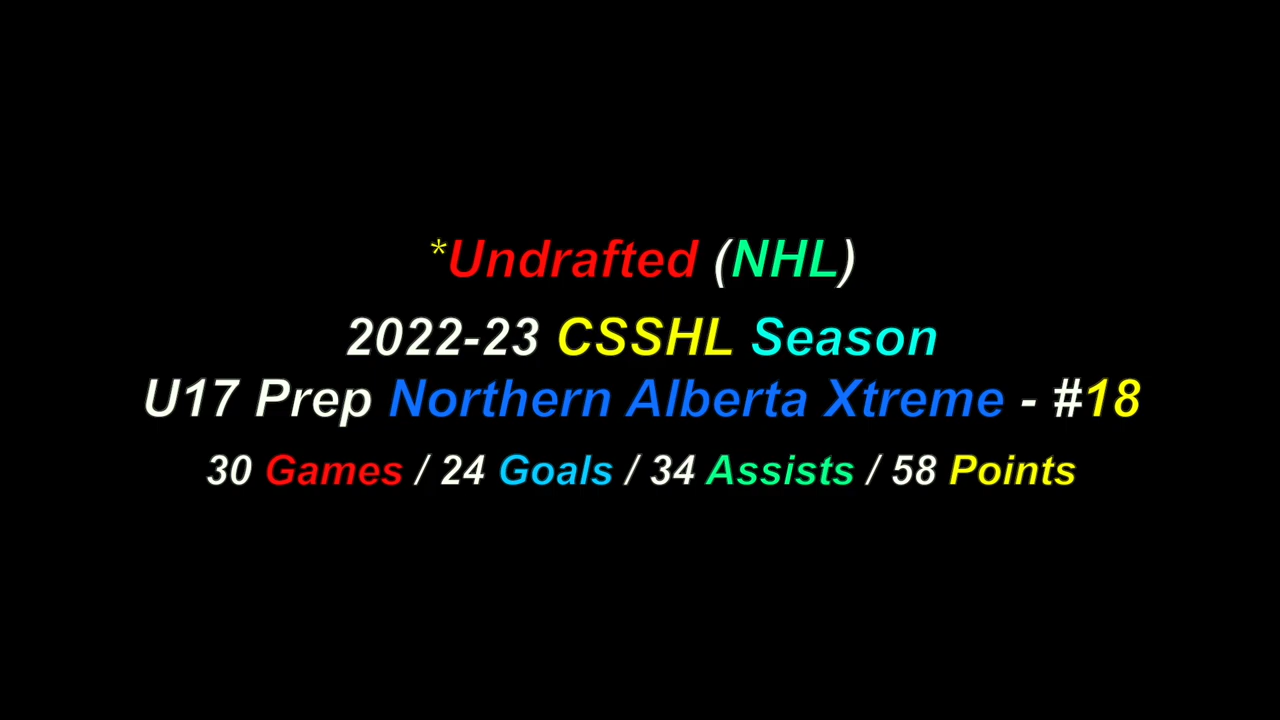 *Undrafted (NHL)
2022-23 CSSHL Season
U17 Prep Northern Alberta Xtreme - #18
30 Games / 24 Goals / 34 Assists / 58 Points